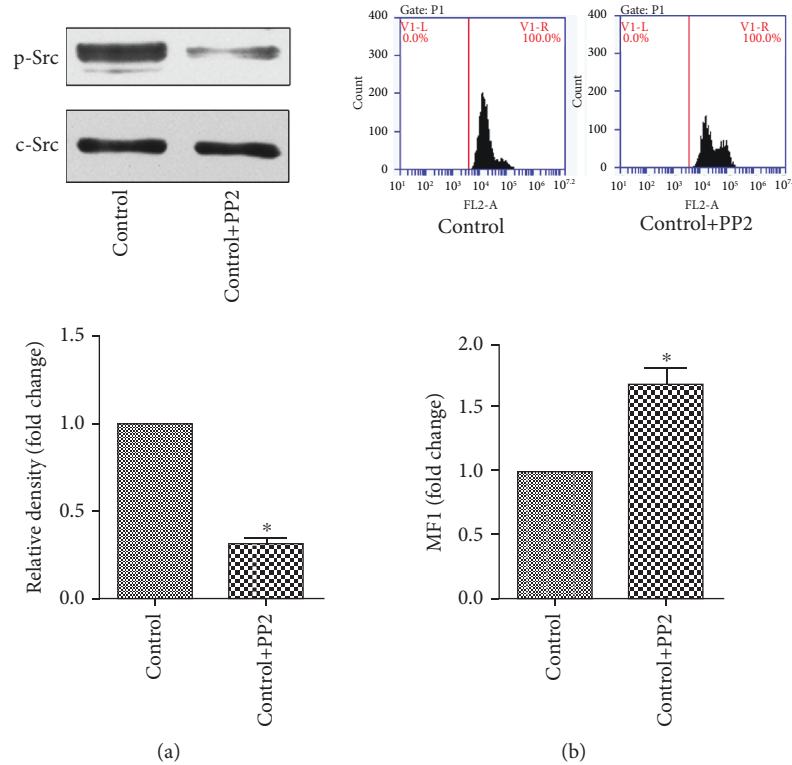 p-Src
c-Src
Control
Control+PP2
Relative density (fold change)
1.5
1.0
0.5
0.0
*
Control
Control+PP2
(a)
Gate: P1
V1-L
0.0%
V1-R
100.0%
Count
400
300
200
100
0
10¹ 10² 10³ 10⁴ 10⁵ 10⁷·²
FL2-A
Control
Gate: P1
V1-L
0.0%
V1-R
100.0%
Count
400
300
200
100
0
10¹ 10² 10³ 10⁴ 10⁵ 10⁷·
FL2-A
Control+PP2
MF1 (fold change)
2.0
1.5
1.0
0.5
0.0
*
Control
Control+PP2
(b)